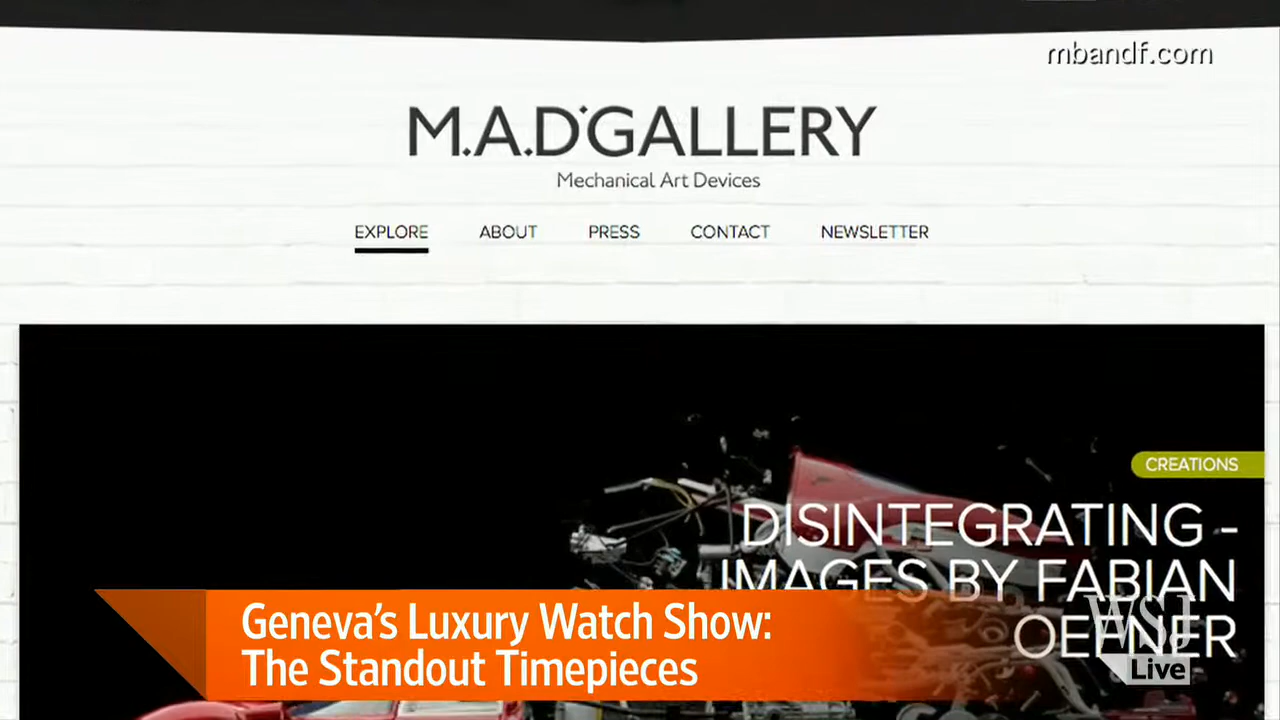 mbandf.com
M.A.D.GALLERY
Mechanical Art Devices
EXPLORE ABOUT PRESS CONTACT NEWSLETTER
CREATIONS
DISINTEGRATING -
IMAGES BY FABIAN
OEFNER
Geneva's Luxury Watch Show:
The Standout Timepieces
WSJ
Live